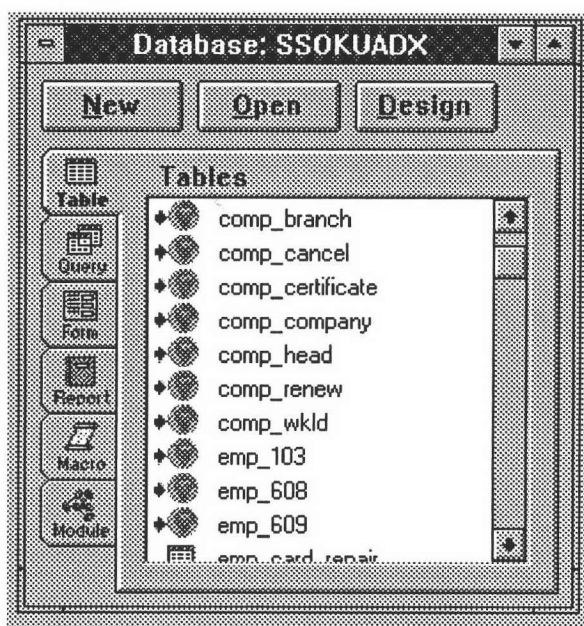 Database: SSOKUADX
New Open Design
Tables
Table
Query
Form
Report
Macro
Module
comp_branch
comp_cancel
comp_certificate
comp_company
comp_head
comp_renew
comp_wkld
emp_103
emp_608
emp_609
emp_card_repair